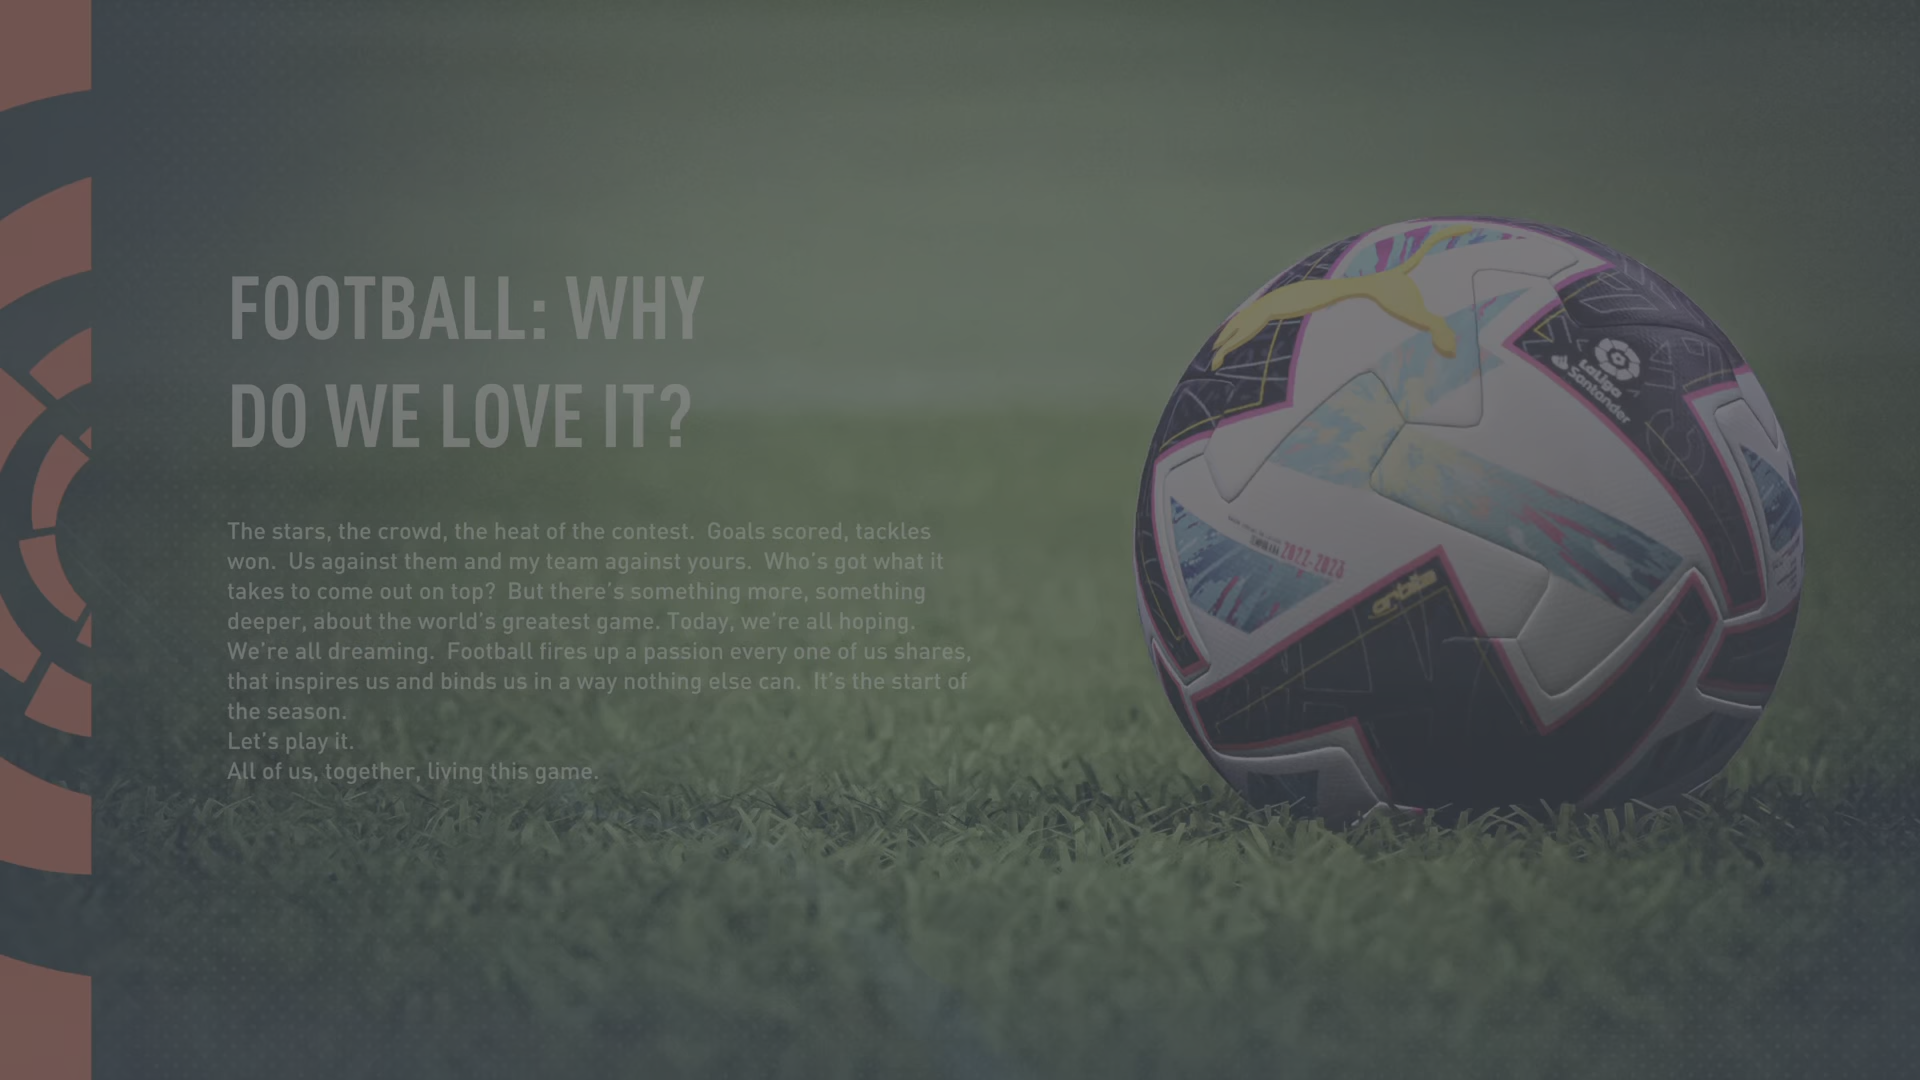 FOOTBALL: WHY
DO WE LOVE IT?
The stars, the crowd, the heat of the contest.  Goals scored, tackles
won.  Us against them and my team against yours.  Who's got what it
takes to come out on top?  But there's something more, something
deeper, about the world's greatest game. Today, we're all hoping.
We're all dreaming.  Football fires up a passion every one of us shares,
that inspires us and binds us in a way nothing else can.  It's the start of
the season.
Let's play it.
All of us, together, living this game.
LaLiga
Santander
2022-2023
orbita